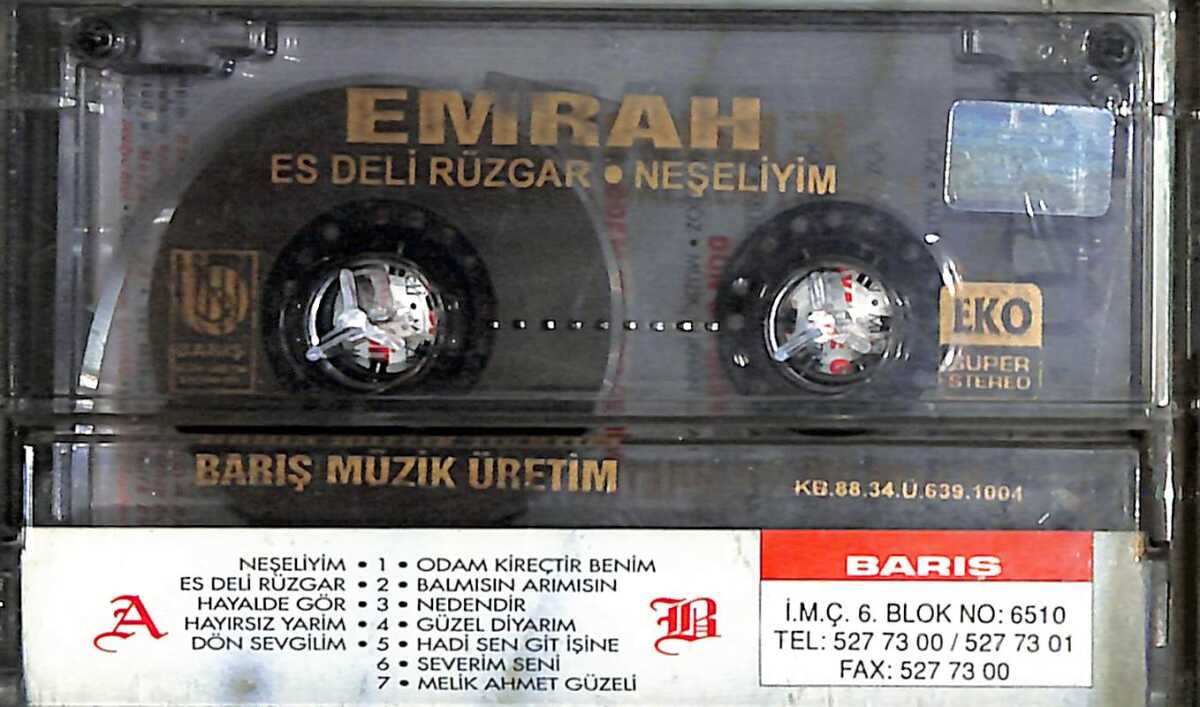 EMRAH
ES DELİ RÜZGAR • NEŞELİYİM
BARIŞ
EKO
SUPER
STEREO
BARIŞ MÜZİK ÜRETİM
KB.88.34.Ü.639.1004
A
NEŞELİYİM • 1 • ODAM KİREÇTİR BENİM
ES DELİ RÜZGAR • 2 • BALMISIN ARIMISIN
HAYALDE GÖR • 3 • NEDENDİR
HAYIRSIZ YARİM • 4 • GÜZEL DİYARIM
DÖN SEVGİLİM • 5 • HADİ SEN GİT İŞİNE
6 • SEVERİM SENİ
7 • MELİK AHMET GÜZELİ
B
BARIŞ
İ.M.Ç. 6. BLOK NO: 6510
TEL: 527 73 00 / 527 73 01
FAX: 527 73 00